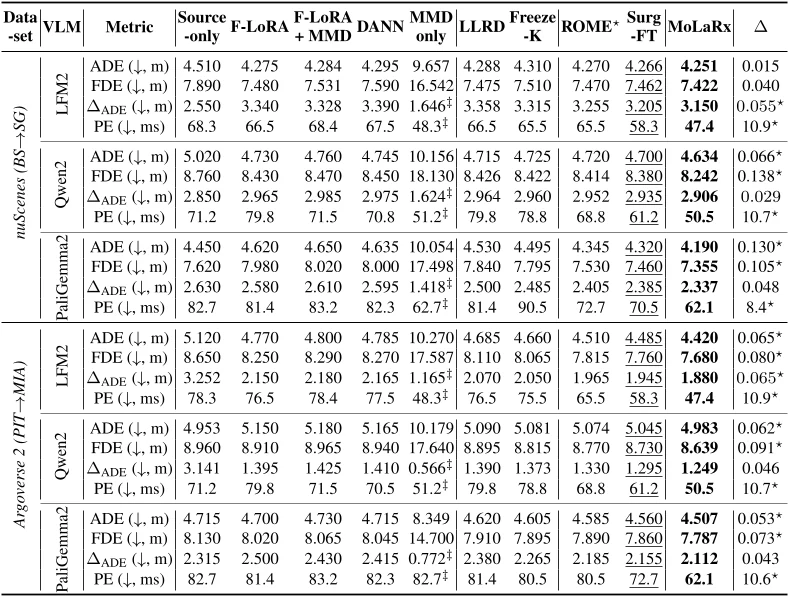 Data-set VLM Metric Source-only F-LoRA F-LoRA + MMD DANN MMD only LLRD Freeze-K ROME⋆ Surg-FT MoLaRx Δ
nuScenes (BS→SG)
LFM2
ADE (↓, m) 4.510 4.275 4.284 4.295 9.657 4.288 4.310 4.270 4.266 4.251 0.015
FDE (↓, m) 7.890 7.480 7.531 7.590 16.542 7.475 7.510 7.470 7.462 7.422 0.040
ΔADE (↓, m) 2.550 3.340 3.328 3.390 1.646‡ 3.358 3.315 3.255 3.205 3.150 0.055⋆
PE (↓, ms) 68.3 66.5 68.4 67.5 48.3‡ 66.5 65.5 65.5 58.3 47.4 10.9⋆
Qwen2
ADE (↓, m) 5.020 4.730 4.760 4.745 10.156 4.715 4.725 4.720 4.700 4.634 0.066⋆
FDE (↓, m) 8.760 8.430 8.470 8.450 18.130 8.426 8.422 8.414 8.380 8.242 0.138⋆
ΔADE (↓, m) 2.850 2.965 2.985 2.975 1.624‡ 2.964 2.960 2.952 2.935 2.906 0.029
PE (↓, ms) 71.2 79.8 71.5 70.8 51.2‡ 79.8 78.8 68.8 61.2 50.5 10.7⋆
PaliGemma2
ADE (↓, m) 4.450 4.620 4.650 4.635 10.054 4.530 4.495 4.345 4.320 4.190 0.130⋆
FDE (↓, m) 7.620 7.980 8.020 8.000 17.498 7.840 7.795 7.530 7.460 7.355 0.105⋆
ΔADE (↓, m) 2.630 2.580 2.610 2.595 1.418‡ 2.500 2.485 2.405 2.385 2.337 0.048
PE (↓, ms) 82.7 81.4 83.2 82.3 62.7‡ 81.4 90.5 72.7 70.5 62.1 8.4⋆
Argoverse 2 (PIT→MIA)
LFM2
ADE (↓, m) 5.120 4.770 4.800 4.785 10.270 4.685 4.660 4.510 4.485 4.420 0.065⋆
FDE (↓, m) 8.650 8.250 8.290 8.270 17.587 8.110 8.065 7.815 7.760 7.680 0.080⋆
ΔADE (↓, m) 3.252 2.150 2.180 2.165 1.165‡ 2.070 2.050 1.965 1.945 1.880 0.065⋆
PE (↓, ms) 78.3 76.5 78.4 77.5 48.3‡ 76.5 75.5 65.5 58.3 47.4 10.9⋆
Qwen2
ADE (↓, m) 4.953 5.150 5.180 5.165 10.179 5.090 5.081 5.074 5.045 4.983 0.062⋆
FDE (↓, m) 8.960 8.910 8.965 8.940 17.640 8.895 8.815 8.770 8.730 8.639 0.091⋆
ΔADE (↓, m) 3.141 1.395 1.425 1.410 0.566‡ 1.390 1.373 1.330 1.295 1.249 0.046
PE (↓, ms) 71.2 79.8 71.5 70.5 51.2‡ 79.8 78.8 68.8 61.2 50.5 10.7⋆
PaliGemma2
ADE (↓, m) 4.715 4.700 4.730 4.715 8.349 4.620 4.605 4.585 4.560 4.507 0.053⋆
FDE (↓, m) 8.130 8.020 8.065 8.045 14.700 7.910 7.895 7.890 7.860 7.787 0.073⋆
ΔADE (↓, m) 2.315 2.500 2.430 2.415 0.772‡ 2.380 2.265 2.185 2.155 2.112 0.043
PE (↓, ms) 82.7 81.4 83.2 82.3 82.7‡ 81.4 80.5 80.5 72.7 62.1 10.6⋆